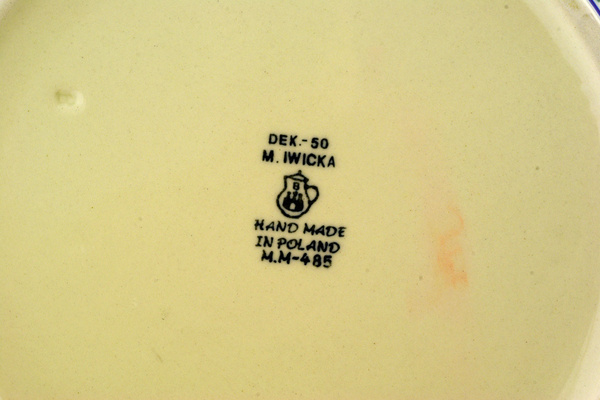 DEK.-50
M. IWICKA
B
HAND MADE
IN POLAND
M.M-485